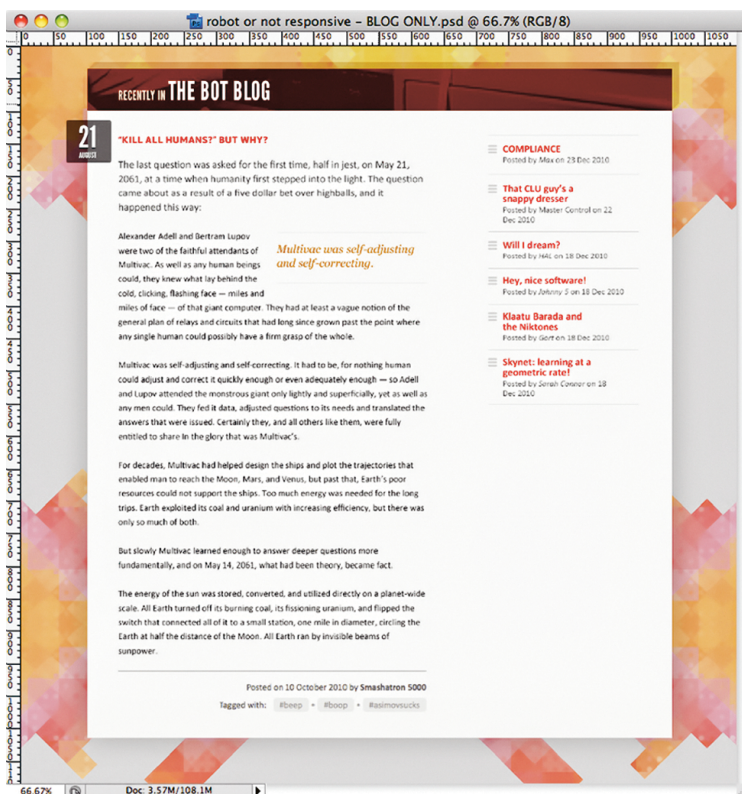 robot or not responsive – BLOG ONLY.psd @ 66.7% (RGB/8)
0 50 100 150 200 250 300 350 400 450 500 550 600 650 700 750 800 850 900 950 1000 1050
RECENTLY IN THE BOT BLOG
21
AUGUST
"KILL ALL HUMANS?" BUT WHY?
The last question was asked for the first time, half in jest, on May 21,
2061, at a time when humanity first stepped into the light. The question
came about as a result of a five dollar bet over highballs, and it
happened this way:
Alexander Adell and Bertram Lupov
were two of the faithful attendants of
Multivac. As well as any human beings
could, they knew what lay behind the
cold, clicking, flashing face — miles and
miles of face — of that giant computer. They had at least a vague notion of the
general plan of relays and circuits that had long since grown past the point where
any single human could possibly have a firm grasp of the whole.
Multivac was self-adjusting
and self-correcting.
Multivac was self-adjusting and self-correcting. It had to be, for nothing human
could adjust and correct it quickly enough or even adequately enough — so Adell
and Lupov attended the monstrous giant only lightly and superficially, yet as well as
any men could. They fed it data, adjusted questions to its needs and translated the
answers that were issued. Certainly they, and all others like them, were fully
entitled to share In the glory that was Multivac's.
For decades, Multivac had helped design the ships and plot the trajectories that
enabled man to reach the Moon, Mars, and Venus, but past that, Earth's poor
resources could not support the ships. Too much energy was needed for the long
trips. Earth exploited its coal and uranium with increasing efficiency, but there was
only so much of both.
But slowly Multivac learned enough to answer deeper questions more
fundamentally, and on May 14, 2061, what had been theory, became fact.
The energy of the sun was stored, converted, and utilized directly on a planet-wide
scale. All Earth turned off its burning coal, its fissioning uranium, and flipped the
switch that connected all of it to a small station, one mile in diameter, circling the
Earth at half the distance of the Moon. All Earth ran by invisible beams of
sunpower.
Posted on 10 October 2010 by Smashatron 5000
Tagged with: #beep • #boop • #asimovsucks
COMPLIANCE
Posted by Max on 23 Dec 2010
That CLU guy's a
snappy dresser
Posted by Master Control on 22
Dec 2010
Will I dream?
Posted by HAL on 18 Dec 2010
Hey, nice software!
Posted by Johnny 5 on 18 Dec 2010
Klaatu Barada and
the Niktones
Posted by Gort on 18 Dec 2010
Skynet: learning at a
geometric rate!
Posted by Sarah Connor on 18
Dec 2010
66.67% Doc: 3.57M/108.1M